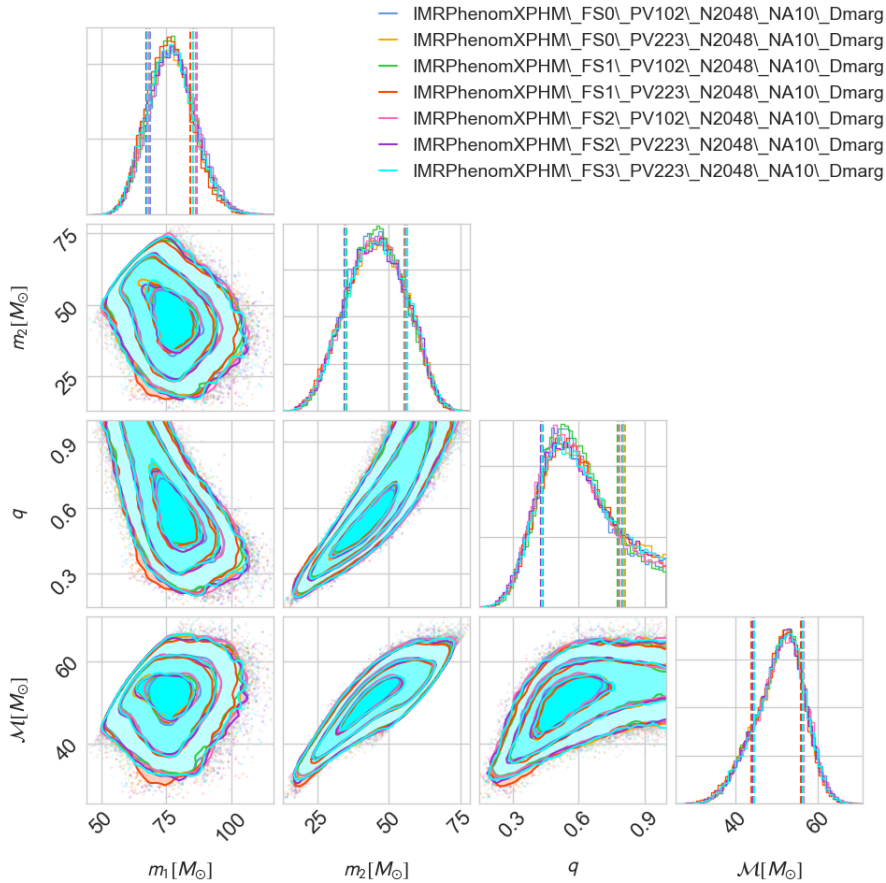 IMRPhenomXPHM\_FS0\_PV102\_N2048\_NA10\_Dmarg
IMRPhenomXPHM\_FS0\_PV223\_N2048\_NA10\_Dmarg
IMRPhenomXPHM\_FS1\_PV102\_N2048\_NA10\_Dmarg
IMRPhenomXPHM\_FS1\_PV223\_N2048\_NA10\_Dmarg
IMRPhenomXPHM\_FS2\_PV102\_N2048\_NA10\_Dmarg
IMRPhenomXPHM\_FS2\_PV223\_N2048\_NA10\_Dmarg
IMRPhenomXPHM\_FS3\_PV223\_N2048\_NA10\_Dmarg
75
50
25
m₂[M⊙]
0.9
0.6
0.3
q
60
40
ℳ[M⊙]
50 75 100
25 50 75
0.3 0.6 0.9
40 60
m₁[M⊙]
m₂[M⊙]
q
ℳ[M⊙]